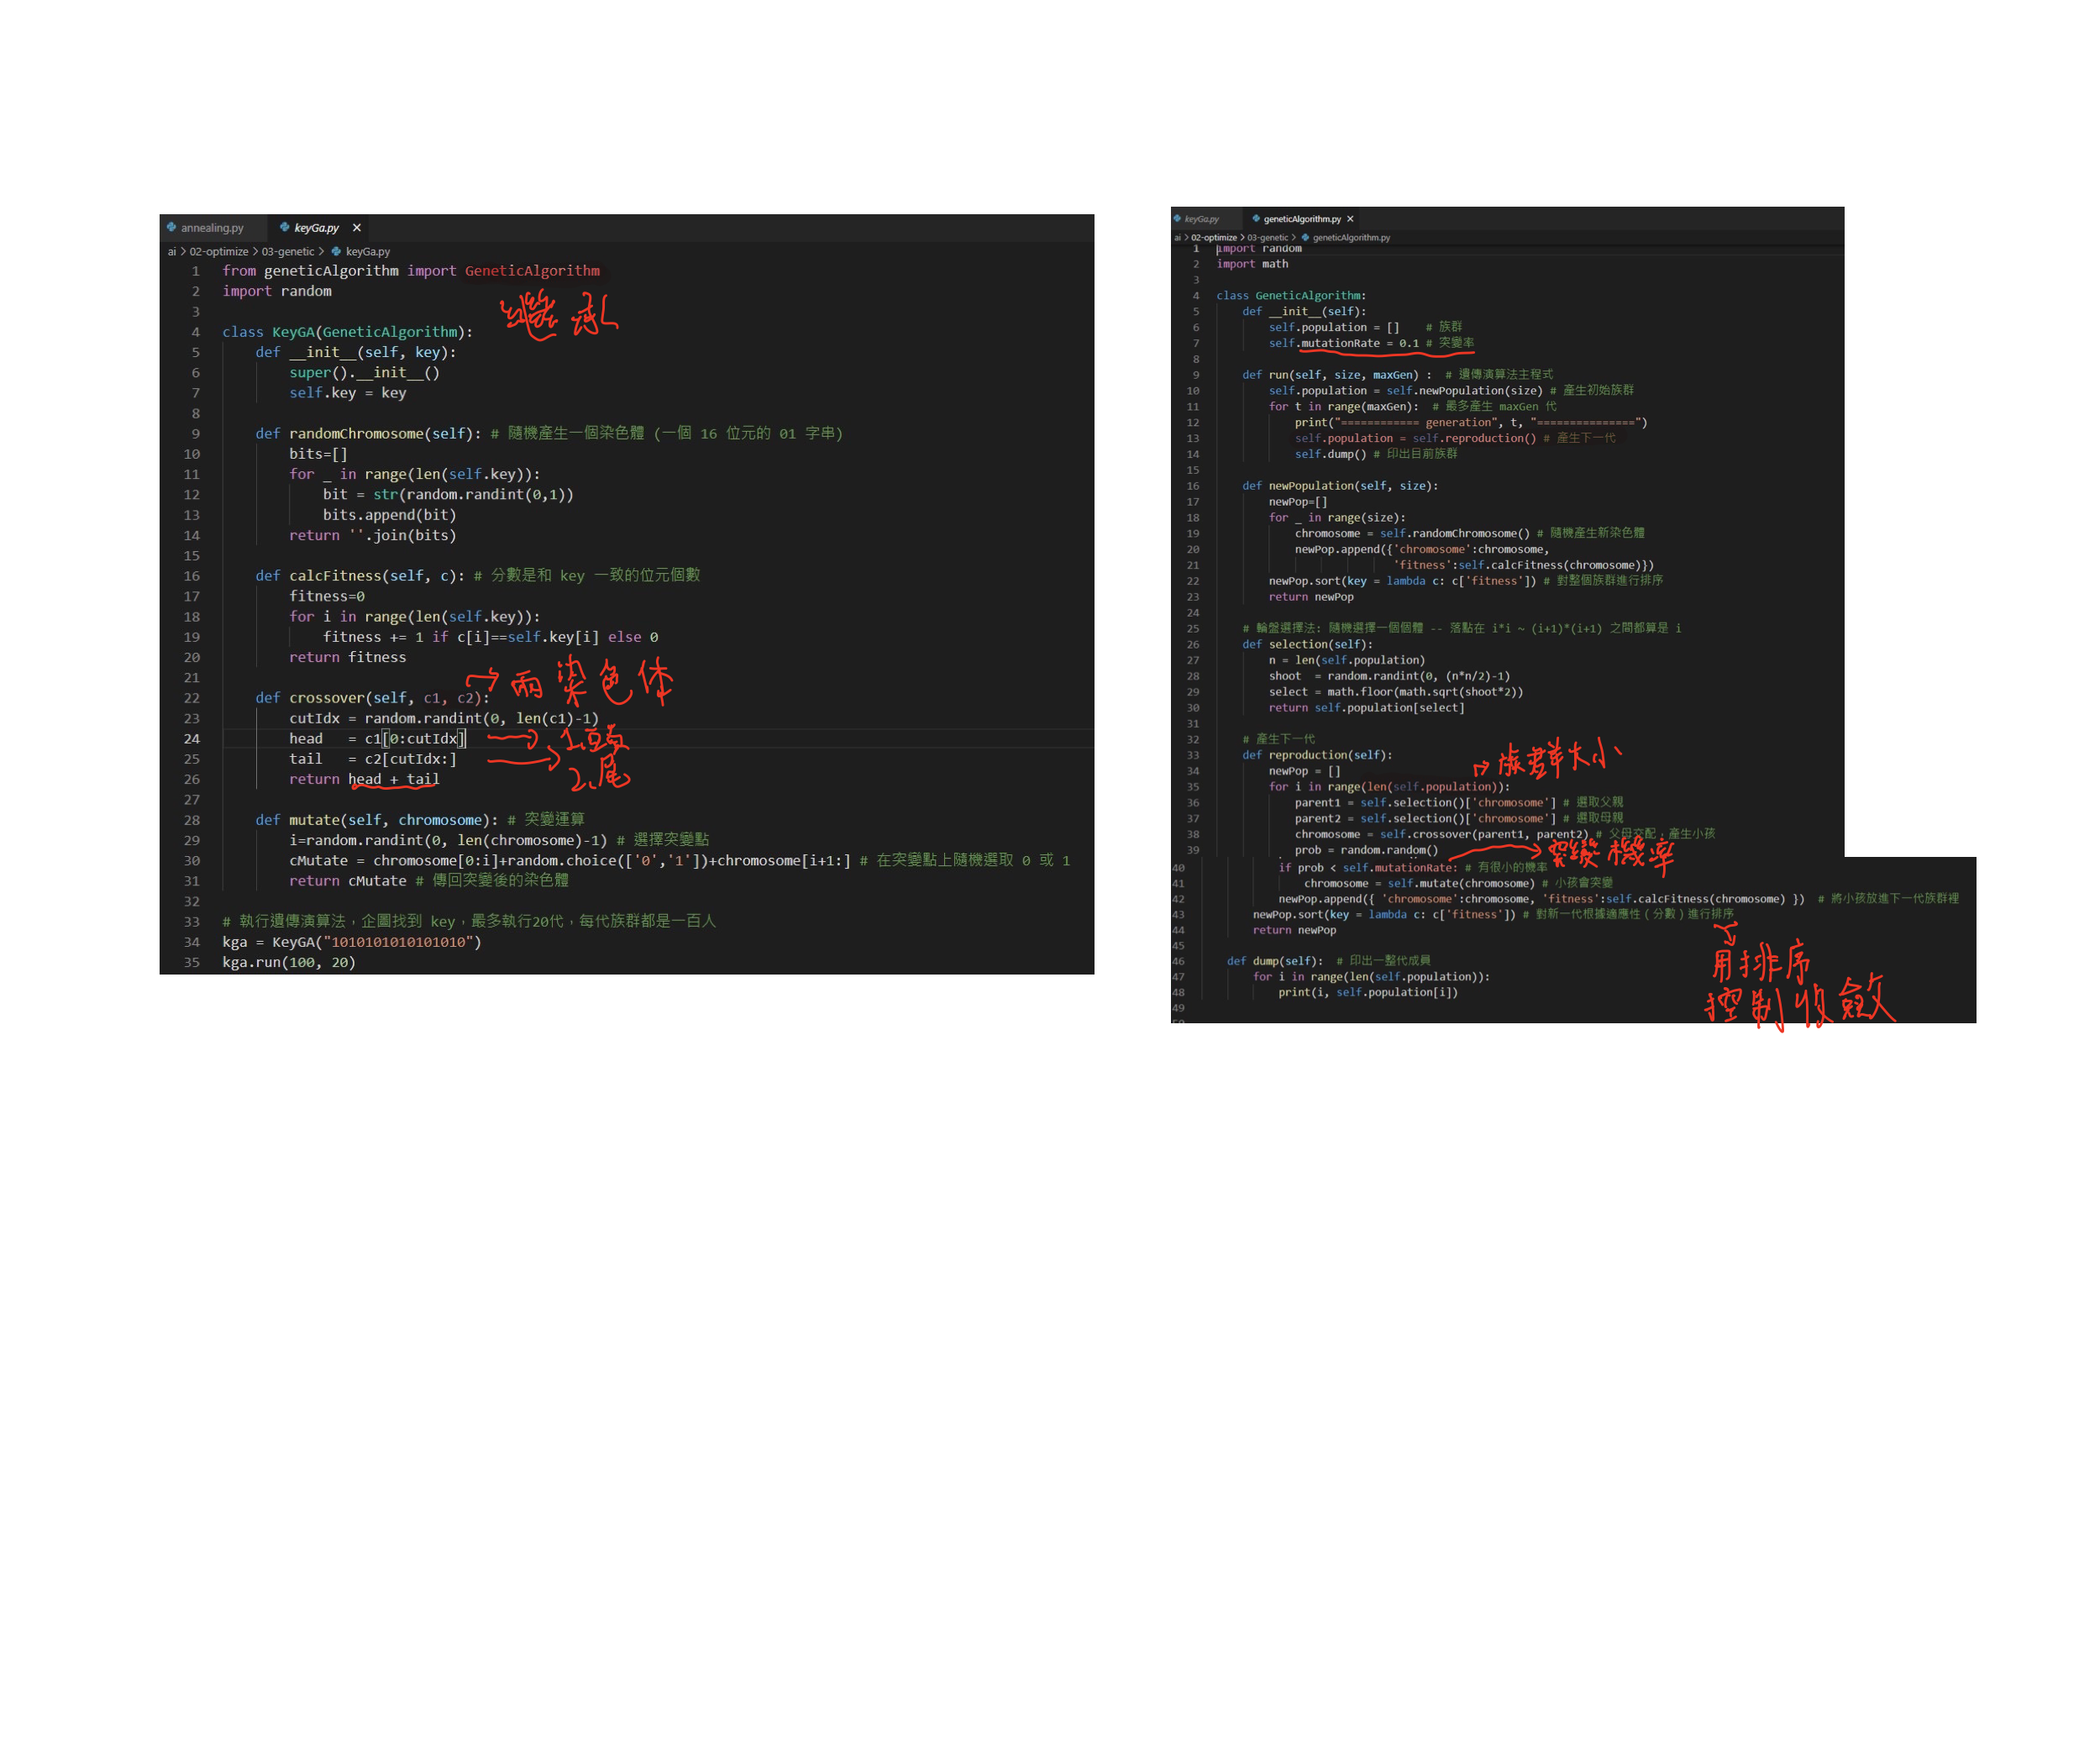 annealing.py keyGa.py ×
ai > 02-optimize > 03-genetic > keyGa.py
1 from geneticAlgorithm import GeneticAlgorithm
2 import random
繼承
3
4 class KeyGA(GeneticAlgorithm):
5 def __init__(self, key):
6 super().__init__()
7 self.key = key
8
9 def randomChromosome(self): # 隨機產生一個染色體 (一個 16 位元的 01 字串)
10 bits=[]
11 for _ in range(len(self.key)):
12 bit = str(random.randint(0,1))
13 bits.append(bit)
14 return ''.join(bits)
15
16 def calcFitness(self, c): # 分數是和 key 一致的位元個數
17 fitness=0
18 for i in range(len(self.key)):
19 fitness += 1 if c[i]==self.key[i] else 0
20 return fitness
21
→ 兩染色体
22 def crossover(self, c1, c2):
23 cutIdx = random.randint(0, len(c1)-1)
24 head = c1[0:cutIdx] → 1.頭
25 tail = c2[cutIdx:] → 2.尾
26 return head + tail
27
28 def mutate(self, chromosome): # 突變運算
29 i=random.randint(0, len(chromosome)-1) # 選擇突變點
30 cMutate = chromosome[0:i]+random.choice(['0','1'])+chromosome[i+1:] # 在突變點上隨機選取 0 或 1
31 return cMutate # 傳回突變後的染色體
32
33 # 執行遺傳演算法，企圖找到 key，最多執行20代，每代族群都是一百人
34 kga = KeyGA("1010101010101010")
35 kga.run(100, 20)
keyGa.py geneticAlgorithm.py ×
ai > 02-optimize > 03-genetic > geneticAlgorithm.py
1 import random
2 import math
3
4 class GeneticAlgorithm:
5 def __init__(self):
6 self.population = [] # 族群
7 self.mutationRate = 0.1 # 突變率
8
9 def run(self, size, maxGen) : # 遺傳演算法主程式
10 self.population = self.newPopulation(size) # 產生初始族群
11 for t in range(maxGen): # 最多產生 maxGen 代
12 print("============ generation", t, "===============")
13 self.population = self.reproduction() # 產生下一代
14 self.dump() # 印出目前族群
15
16 def newPopulation(self, size):
17 newPop=[]
18 for _ in range(size):
19 chromosome = self.randomChromosome() # 隨機產生新染色體
20 newPop.append({'chromosome':chromosome,
21 'fitness':self.calcFitness(chromosome)})
22 newPop.sort(key = lambda c: c['fitness']) # 對整個族群進行排序
23 return newPop
24
25 # 輪盤選擇法: 隨機選擇一個個體 -- 落點在 i*i ~ (i+1)*(i+1) 之間都算是 i
26 def selection(self):
27 n = len(self.population)
28 shoot = random.randint(0, (n*n/2)-1)
29 select = math.floor(math.sqrt(shoot*2))
30 return self.population[select]
31
32 # 產生下一代
33 def reproduction(self):
→ 族群大小
34 newPop = []
35 for i in range(len(self.population)):
36 parent1 = self.selection()['chromosome'] # 選取父親
37 parent2 = self.selection()['chromosome'] # 選取母親
38 chromosome = self.crossover(parent1, parent2) # 父母交配，產生小孩
39 prob = random.random()
→ 突變機率
40 if prob < self.mutationRate: # 有很小的機率
41 chromosome = self.mutate(chromosome) # 小孩會突變
42 newPop.append({ 'chromosome':chromosome, 'fitness':self.calcFitness(chromosome) }) # 將小孩放進下一代族群裡
43 newPop.sort(key = lambda c: c['fitness']) # 對新一代根據適應性 ( 分數 ) 進行排序
44 return newPop
45
→ 用排序
控制收斂
46 def dump(self): # 印出一整代成員
47 for i in range(len(self.population)):
48 print(i, self.population[i])
49